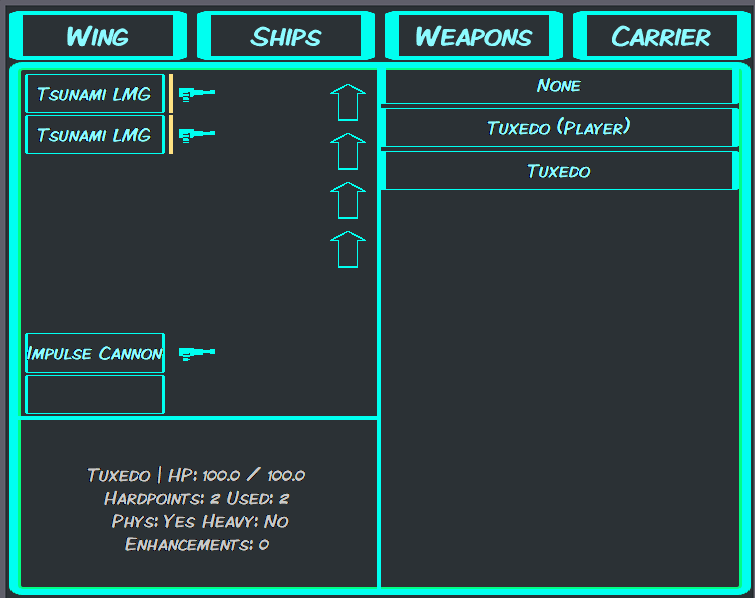 Wing
Ships
Weapons
Carrier
Tsunami LMG
Tsunami LMG
Impulse Cannon
None
Tuxedo (Player)
Tuxedo
Tuxedo | HP: 100.0 / 100.0
Hardpoints: 2 Used: 2
Phys: Yes Heavy: No
Enhancements: 0